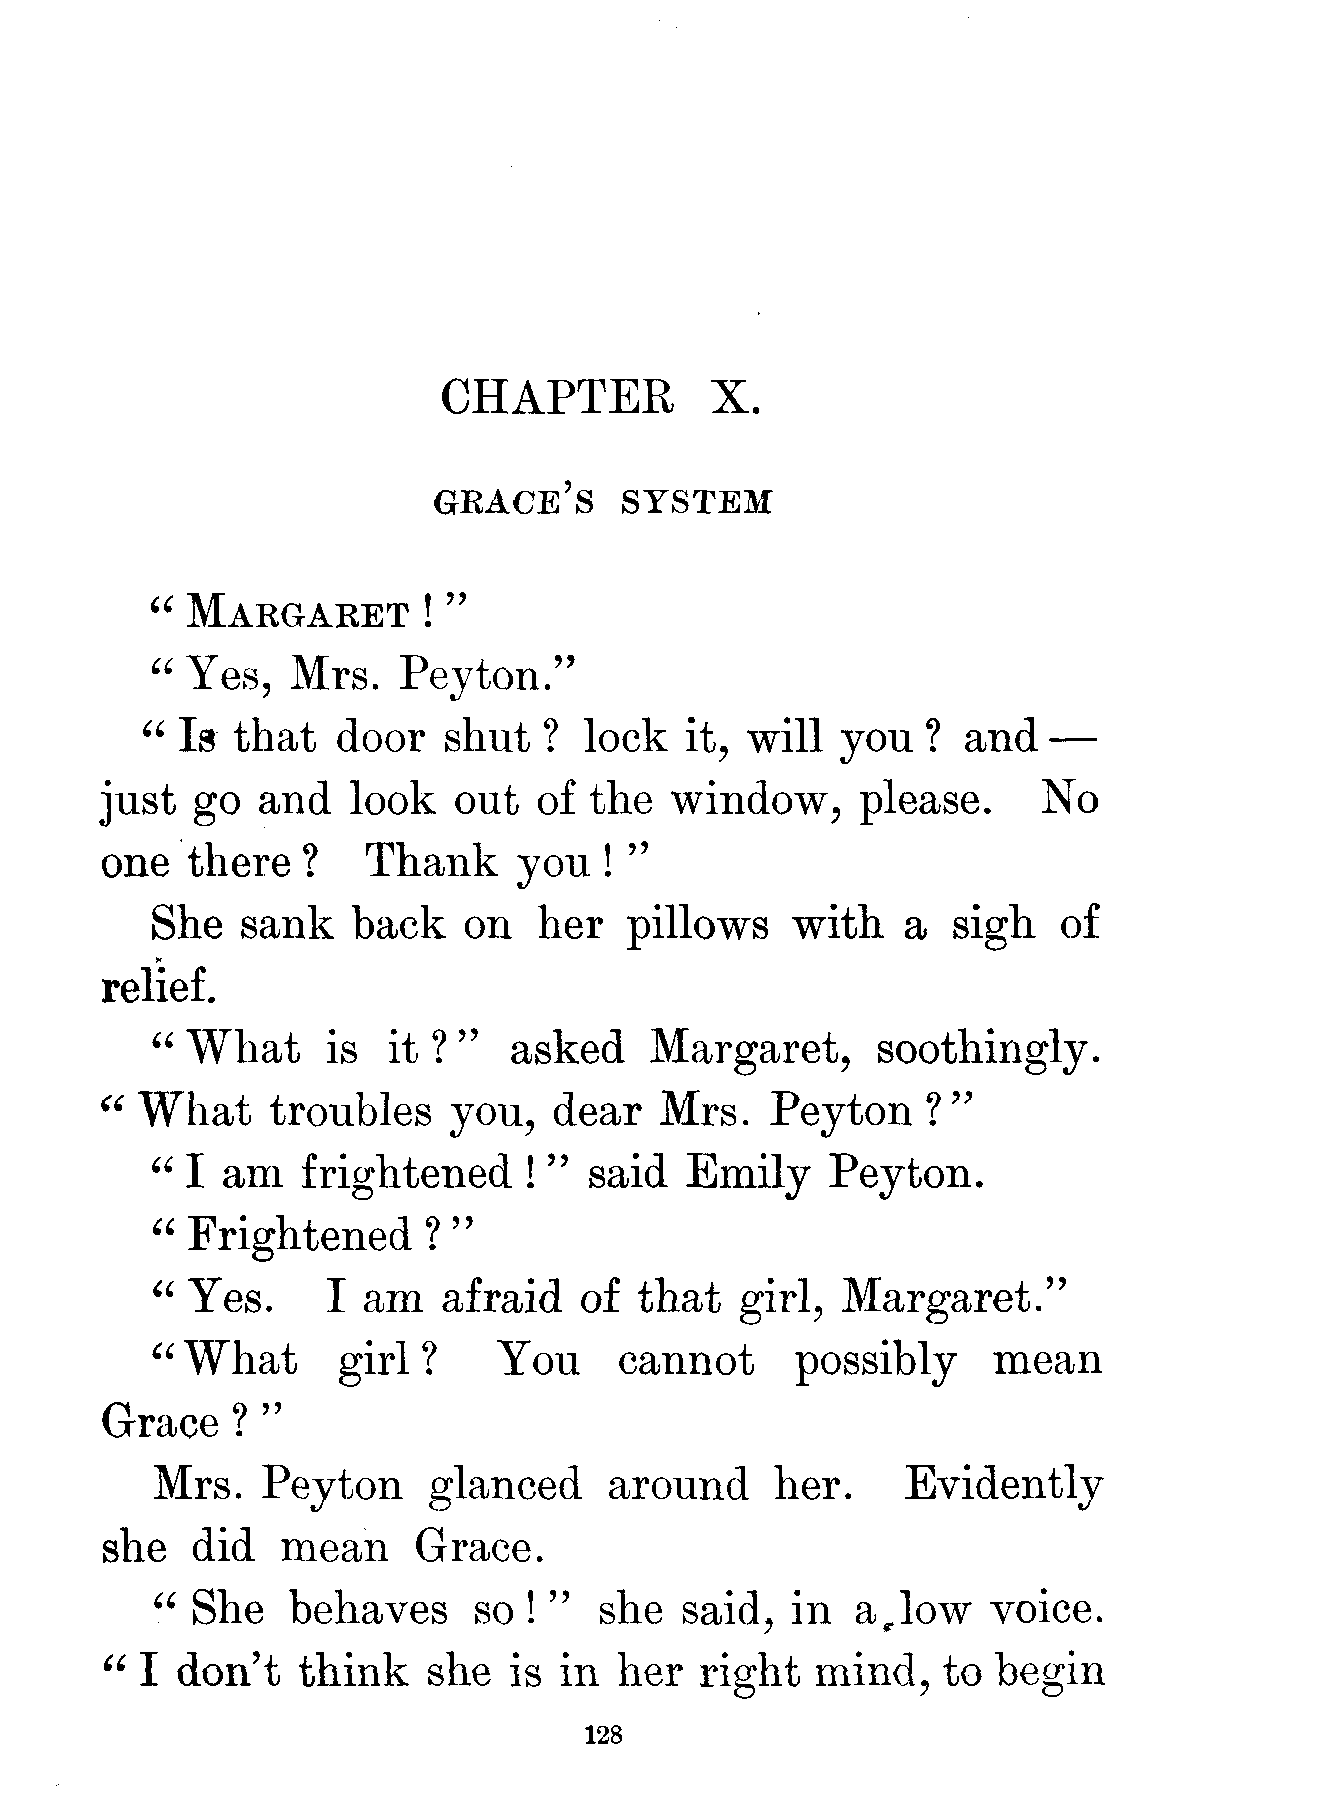 CHAPTER X.
GRACE'S SYSTEM
“ MARGARET ! ”
“ Yes, Mrs. Peyton.”
“ Is that door shut ? lock it, will you ? and —
just go and look out of the window, please. No
one there ? Thank you ! ”
She sank back on her pillows with a sigh of
relief.
“ What is it ? ” asked Margaret, soothingly.
“ What troubles you, dear Mrs. Peyton ? ”
“ I am frightened ! ” said Emily Peyton.
“ Frightened ? ”
“ Yes. I am afraid of that girl, Margaret.”
“ What girl ? You cannot possibly mean
Grace ? ”
Mrs. Peyton glanced around her. Evidently
she did mean Grace.
“ She behaves so ! ” she said, in a low voice.
“ I don't think she is in her right mind, to begin
128